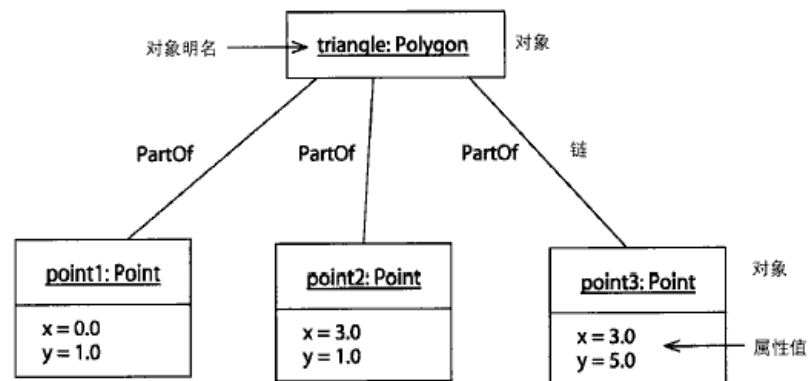 对象明名
triangle: Polygon
对象
PartOf
PartOf
PartOf
链
point1: Point
x = 0.0
y = 1.0
point2: Point
x = 3.0
y = 1.0
point3: Point
x = 3.0
y = 5.0
对象
属性值